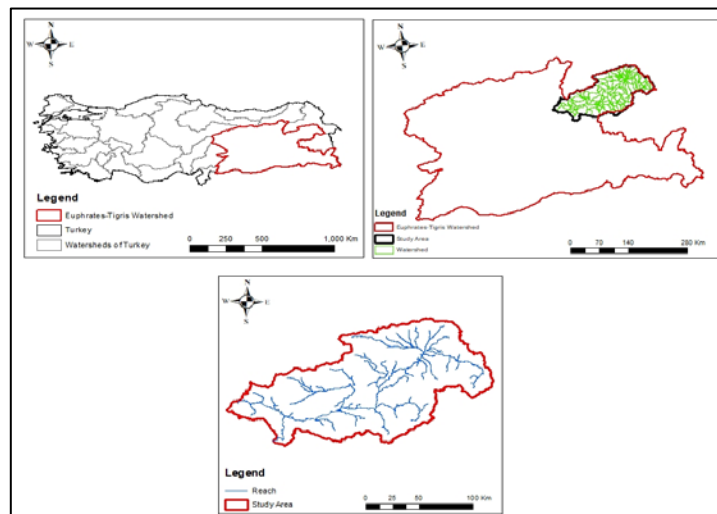 N
W E
S
Legend
Euphrates-Tigris Watershed
Turkey
Watersheds of Turkey
0 250 500 1,000 Km
N
W E
S
Legend
Euphrates Tigris Watershed
Study Area
Watershed
0 70 140 280 Km
N
W E
S
Legend
Reach
Study Area
0 25 50 100 Km